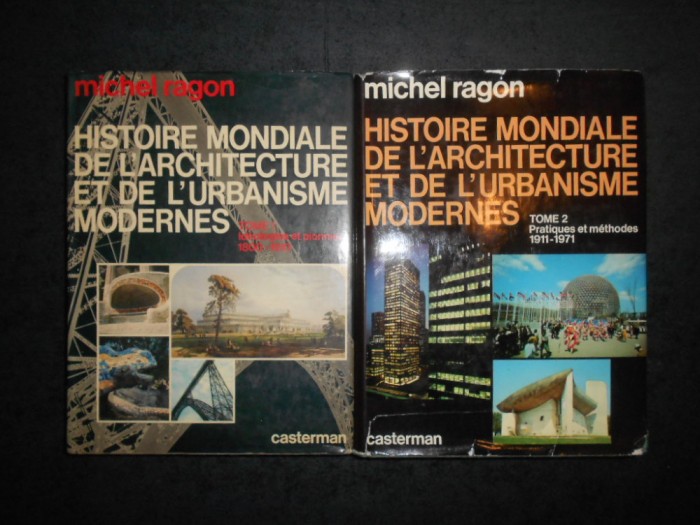 michel ragon
HISTOIRE MONDIALE
DE L'ARCHITECTURE
ET DE L'URBANISME
MODERNES
casterman
michel ragon
HISTOIRE MONDIALE
DE L'ARCHITECTURE
ET DE L'URBANISME
MODERNES
TOME 2
Pratiques et méthodes
1911-1971
casterman